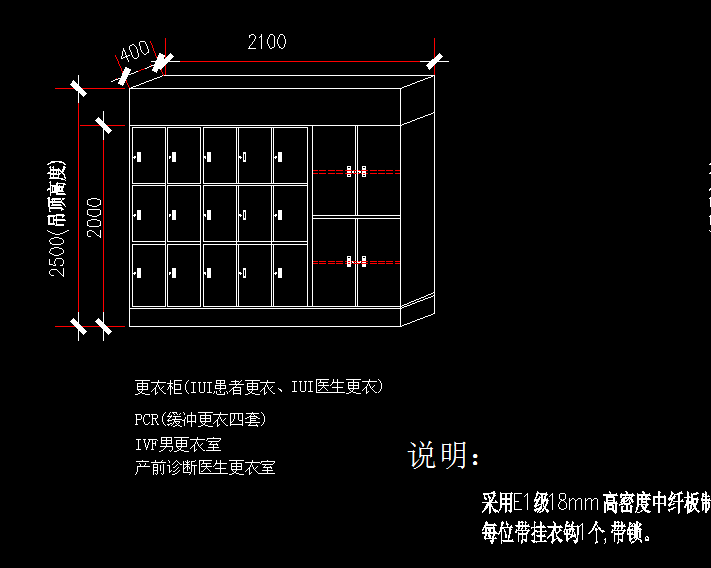 400
2100
2500(吊顶高度)
2000
更衣柜(IUI患者更衣、IUI医生更衣)
PCR(缓冲更衣四套)
IVF男更衣室
产前诊断医生更衣室
说明:
采用E1级18mm高密度中纤板制
每位带挂衣钩1个,带锁。